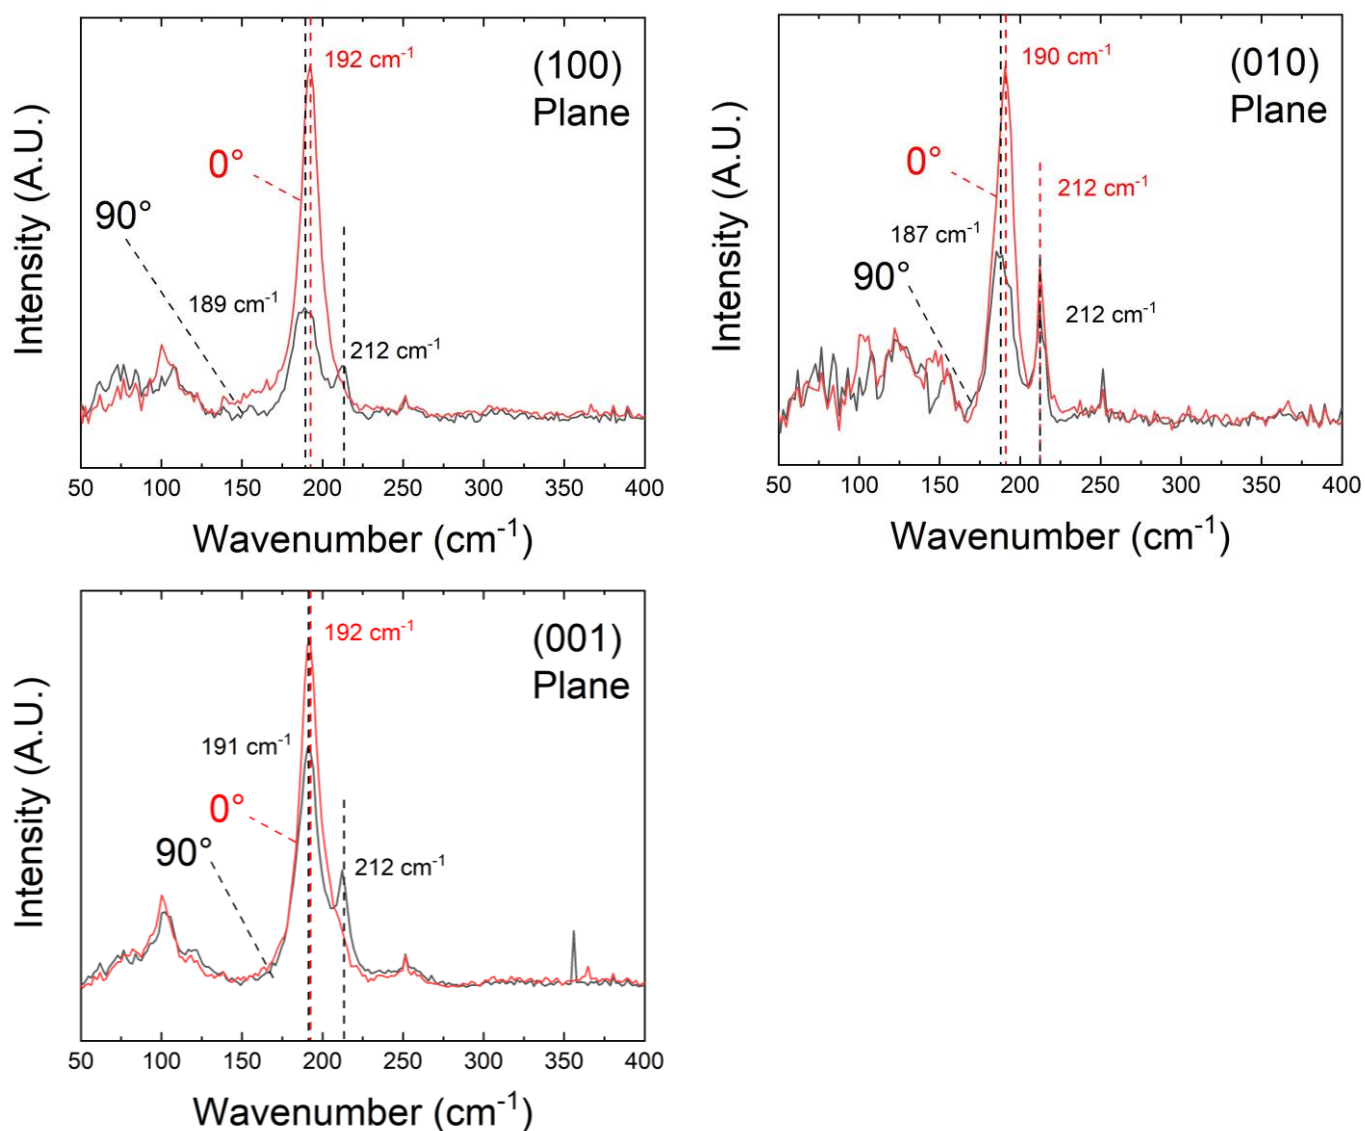 (100)
Plane
192 cm⁻¹
0°
90°
189 cm⁻¹
212 cm⁻¹
Intensity (A.U.)
50 100 150 200 250 300 350 400
Wavenumber (cm⁻¹)
(010)
Plane
190 cm⁻¹
0°
212 cm⁻¹
187 cm⁻¹
90°
212 cm⁻¹
Intensity (A.U.)
50 100 150 200 250 300 350 400
Wavenumber (cm⁻¹)
(001)
Plane
192 cm⁻¹
191 cm⁻¹
0°
90°
212 cm⁻¹
Intensity (A.U.)
50 100 150 200 250 300 350 400
Wavenumber (cm⁻¹)